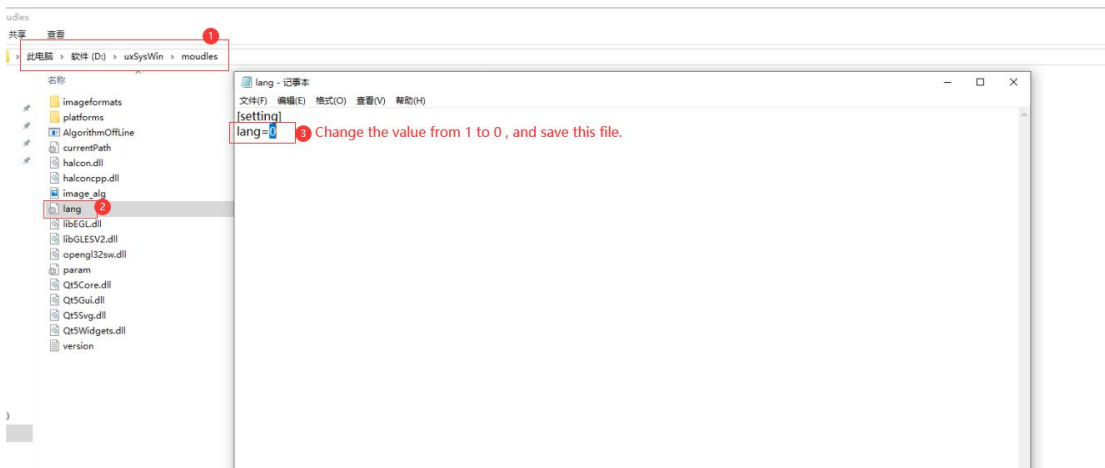 udles
共享 查看
1
此电脑 > 软件 (D:) > uxSysWin > moudles
名称
imageformats
platforms
AlgorithmOffLine
currentPath
halcon.dll
halconcpp.dll
image_alg
lang 2
libEGL.dll
libGLESV2.dll
opengl32sw.dll
param
Qt5Core.dll
Qt5Gui.dll
Qt5Svg.dll
Qt5Widgets.dll
version
lang - 记事本
文件(F) 编辑(E) 格式(O) 查看(V) 帮助(H)
[setting]
lang=0
3 Change the value from 1 to 0 , and save this file.